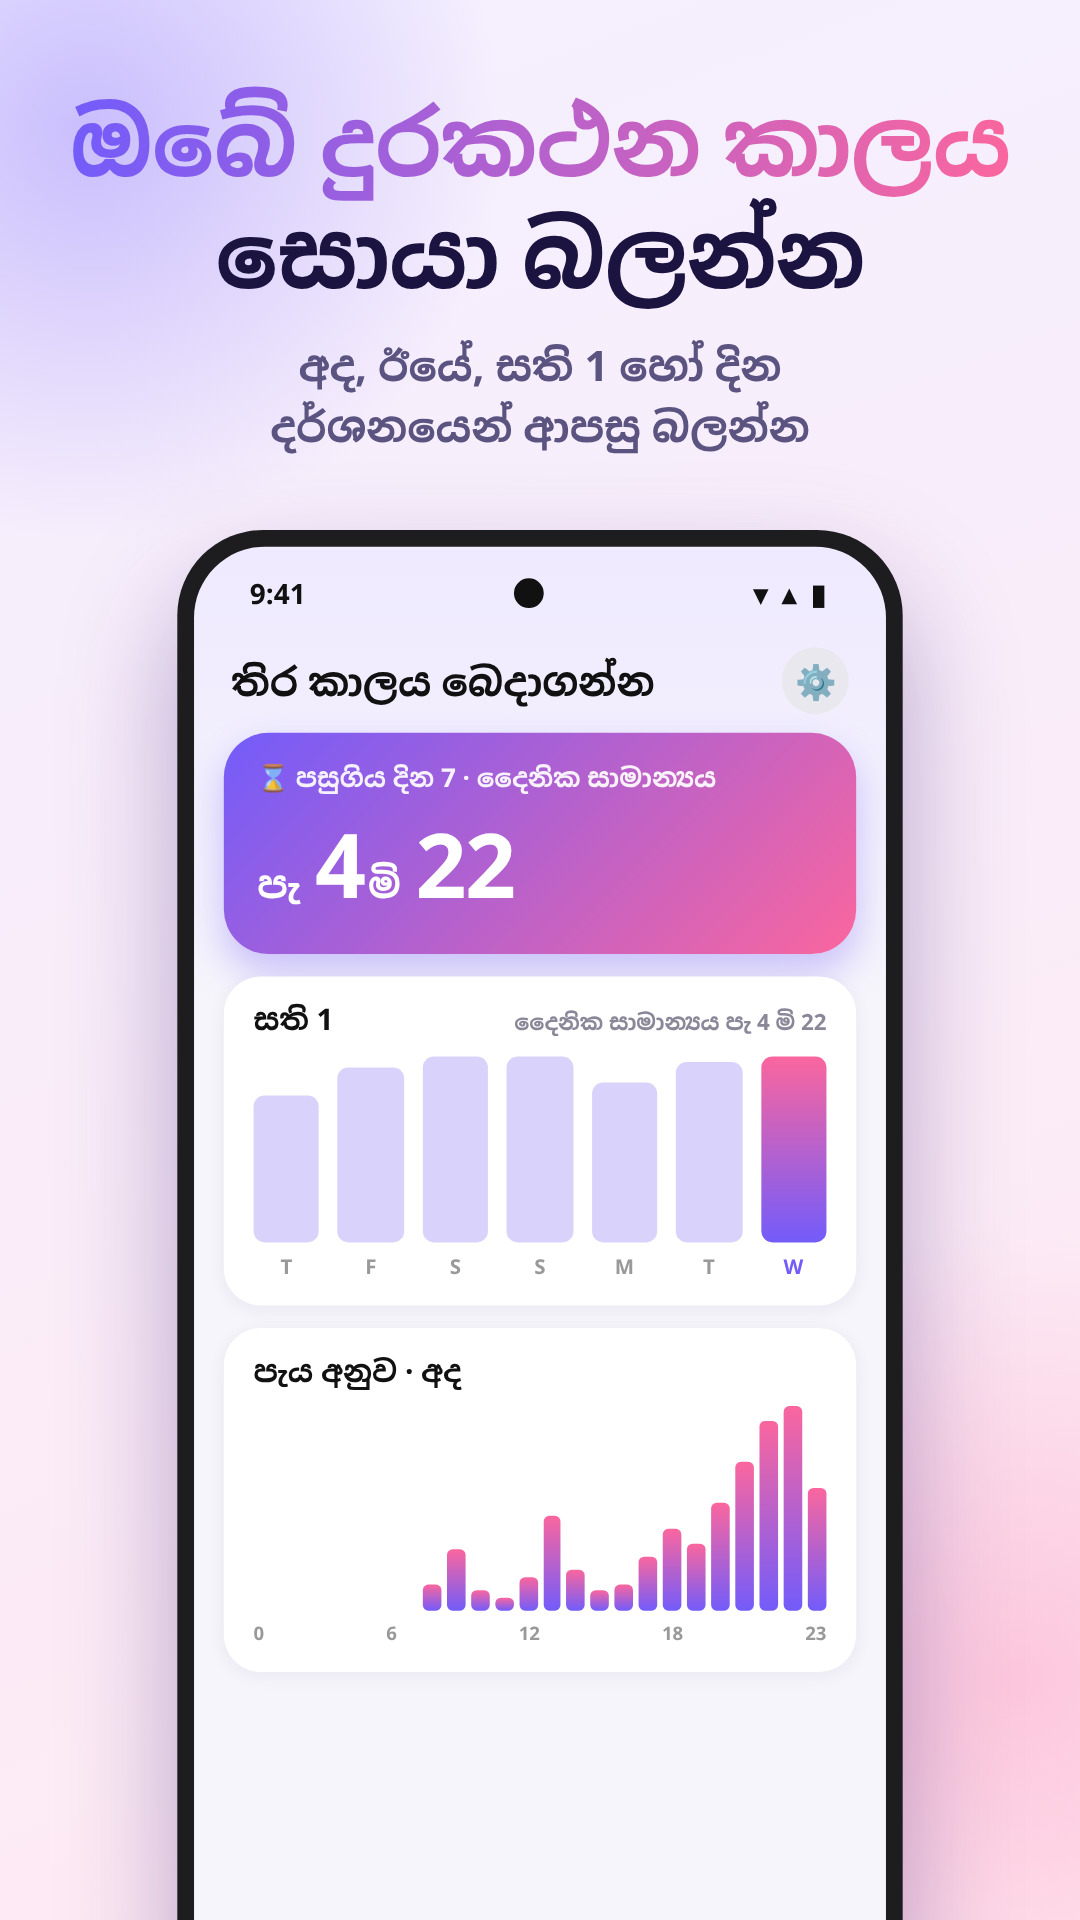 ඔබේ දුරකථන කාලය
සොයා බලන්න
අද, ඊයේ, සති 1 හෝ දින
දර්ශනයෙන් ආපසු බලන්න
9:41
තිර කාලය බෙදාගන්න
පසුගිය දින 7 · දෛනික සාමාන්‍යය
පැ 4 මි 22
සති 1
දෛනික සාමාන්‍යය පැ 4 මි 22
T F S S M T W
පැය අනුව · අද
0 6 12 18 23